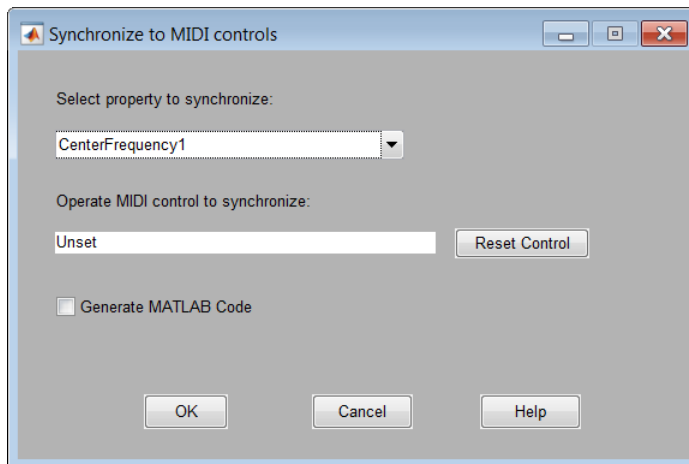 Synchronize to MIDI controls
Select property to synchronize:
CenterFrequency1
Operate MIDI control to synchronize:
Unset
Reset Control
Generate MATLAB Code
OK
Cancel
Help